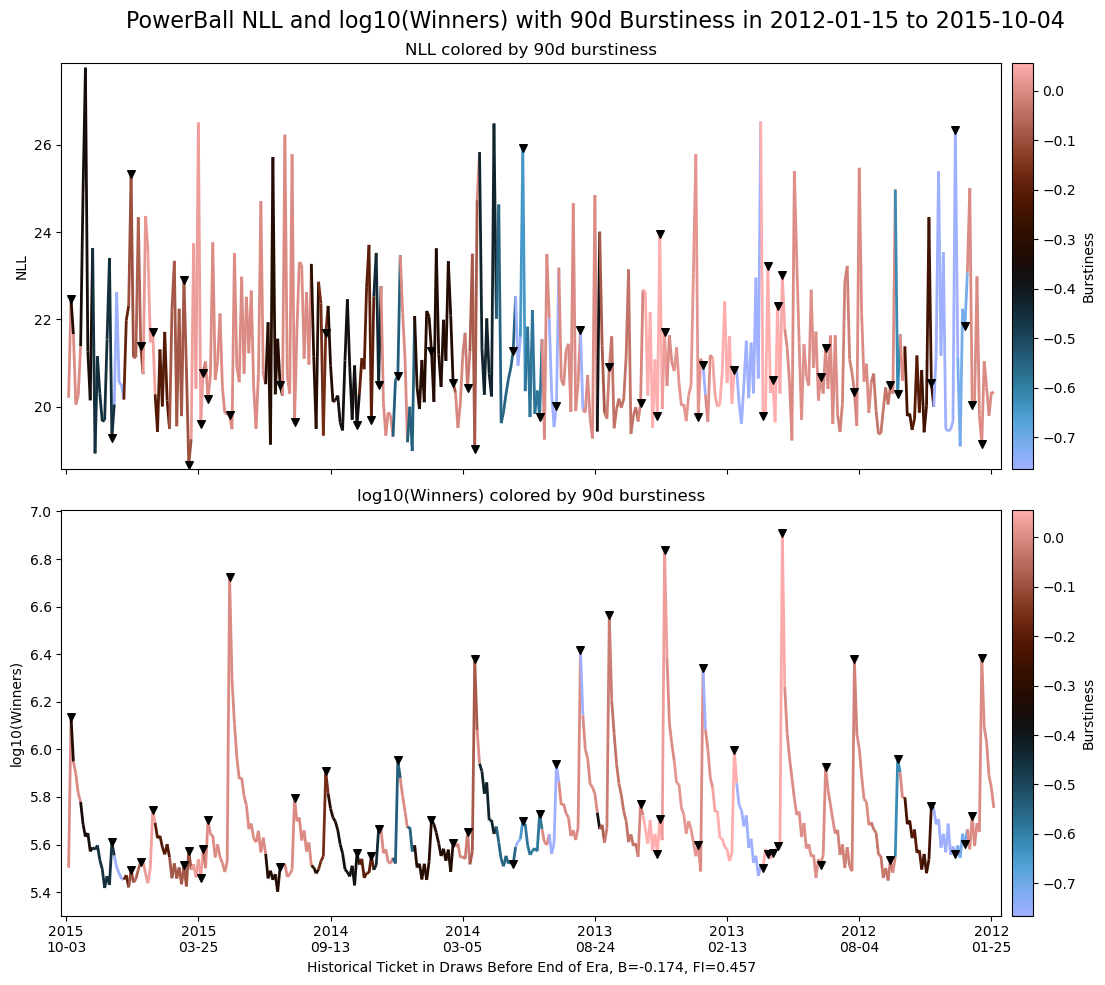 PowerBall NLL and log10(Winners) with 90d Burstiness in 2012-01-15 to 2015-10-04
NLL colored by 90d burstiness
26
24
22
20
NLL
0.0
−0.1
−0.2
−0.3
−0.4
−0.5
−0.6
−0.7
Burstiness
log10(Winners) colored by 90d burstiness
7.0
6.8
6.6
6.4
6.2
6.0
5.8
5.6
5.4
log10(Winners)
0.0
−0.1
−0.2
−0.3
−0.4
−0.5
−0.6
−0.7
Burstiness
2015 2015 2014 2014 2013 2013 2012 2012
10-03 03-25 09-13 03-05 08-24 02-13 08-04 01-25
Historical Ticket in Draws Before End of Era, B=-0.174, FI=0.457